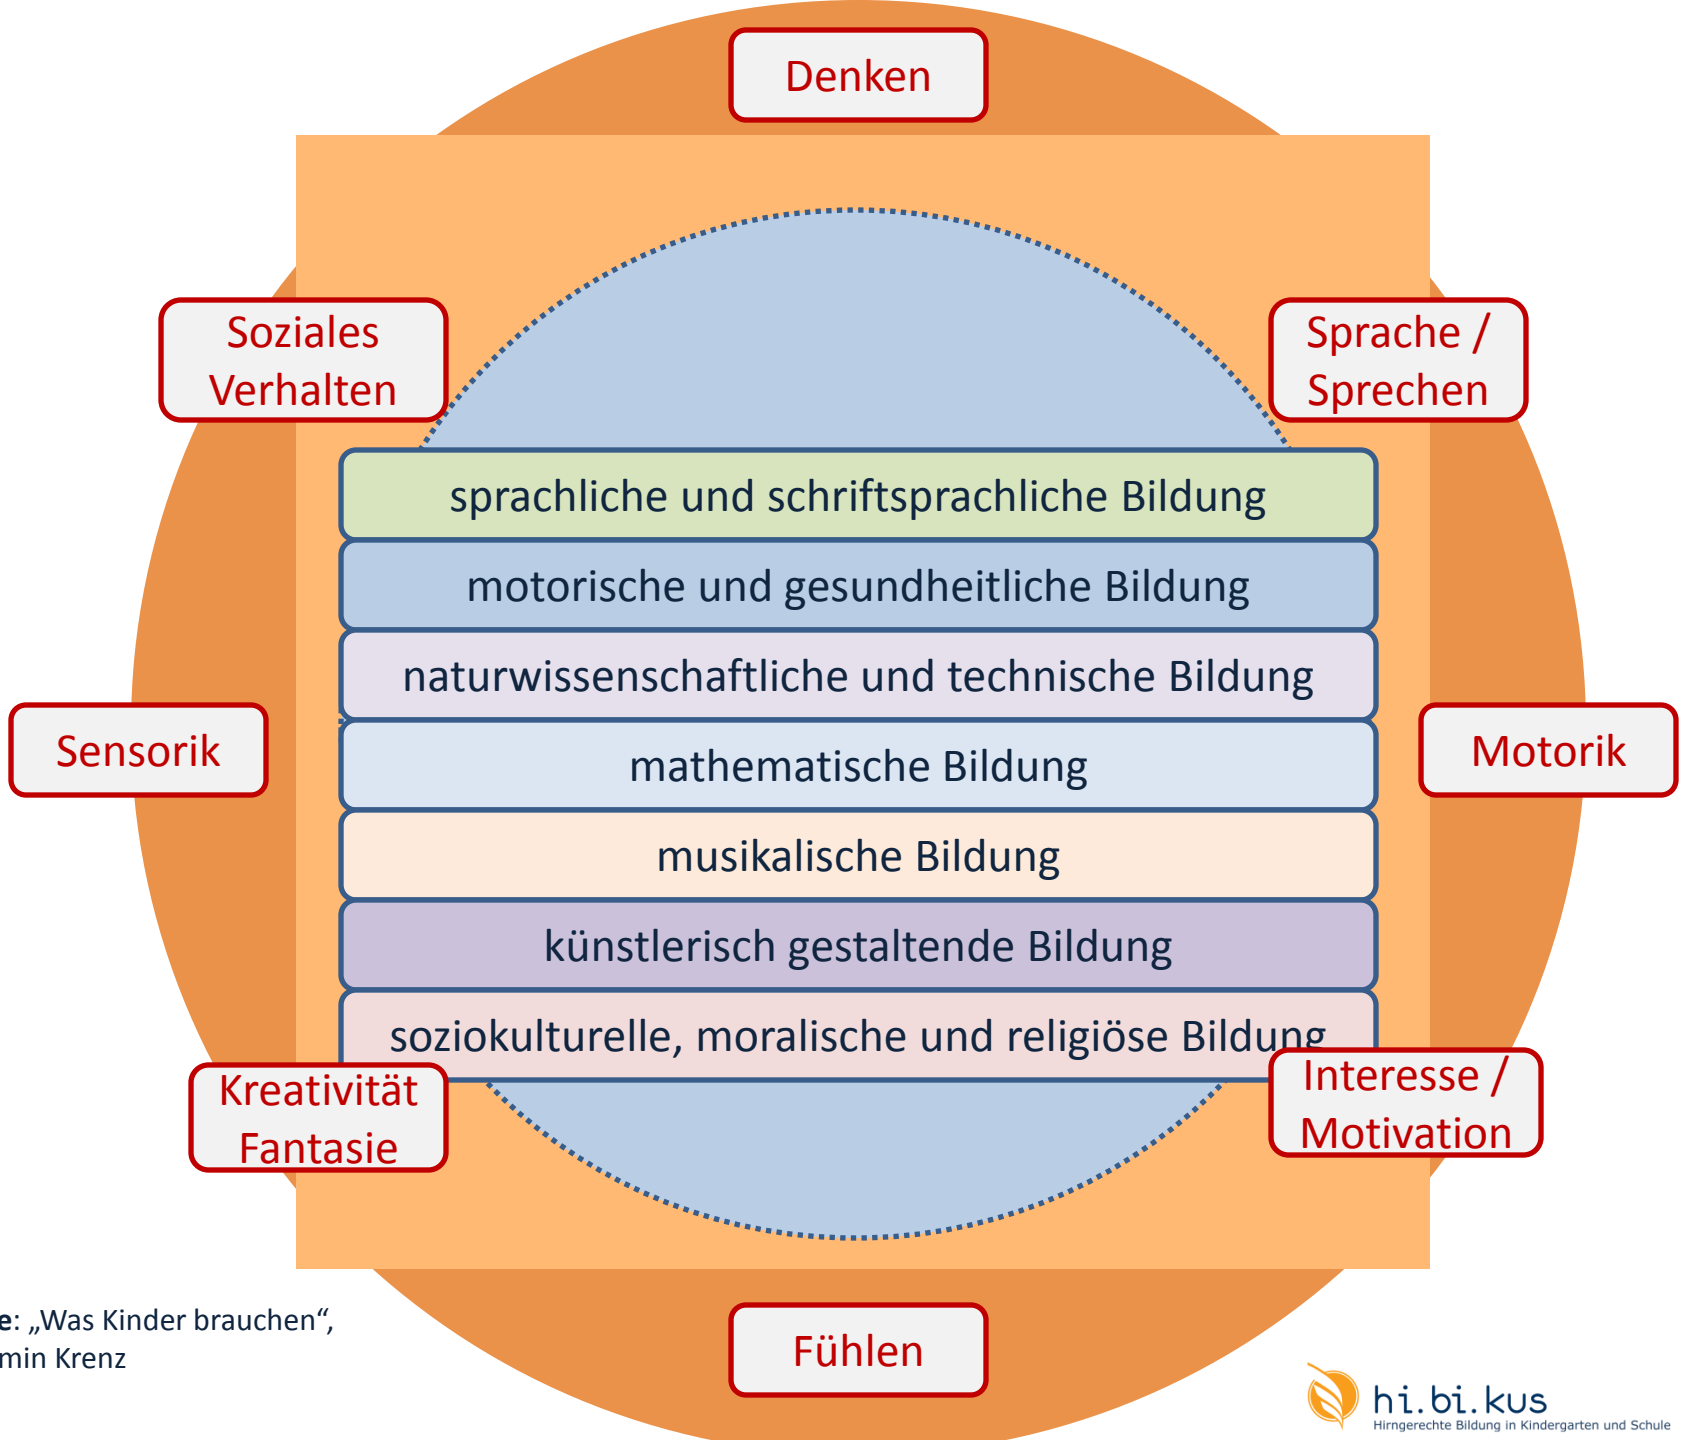 Denken
Soziales
Verhalten
Sprache /
Sprechen
sprachliche und schriftsprachliche Bildung
motorische und gesundheitliche Bildung
naturwissenschaftliche und technische Bildung
Sensorik
mathematische Bildung
Motorik
musikalische Bildung
künstlerisch gestaltende Bildung
soziokulturelle, moralische und religiöse Bildung
Kreativität
Fantasie
Interesse /
Motivation
e: „Was Kinder brauchen“,
min Krenz
Fühlen
hi.bi.kus
Hirngerechte Bildung in Kindergarten und Schule